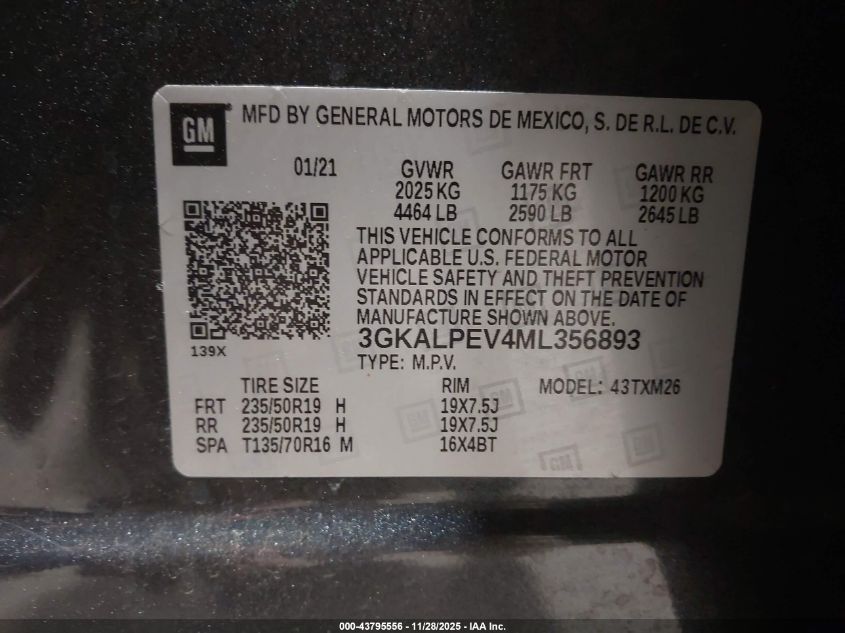 GM® MFD BY GENERAL MOTORS DE MEXICO, S. DE R.L. DE C.V.
01/21 GVWR GAWR FRT GAWR RR
2025 KG 1175 KG 1200 KG
4464 LB 2590 LB 2645 LB
THIS VEHICLE CONFORMS TO ALL
APPLICABLE U.S. FEDERAL MOTOR
VEHICLE SAFETY AND THEFT PREVENTION
STANDARDS IN EFFECT ON THE DATE OF
MANUFACTURE SHOWN ABOVE.
3GKALPEV4ML356893
139X
TYPE: M.P.V.
TIRE SIZE RIM MODEL: 43TXM26
FRT 235/50R19 H 19X7.5J
RR 235/50R19 H 19X7.5J
SPA T135/70R16 M 16X4BT
000-43795556 - 11/28/2025 - IAA Inc.